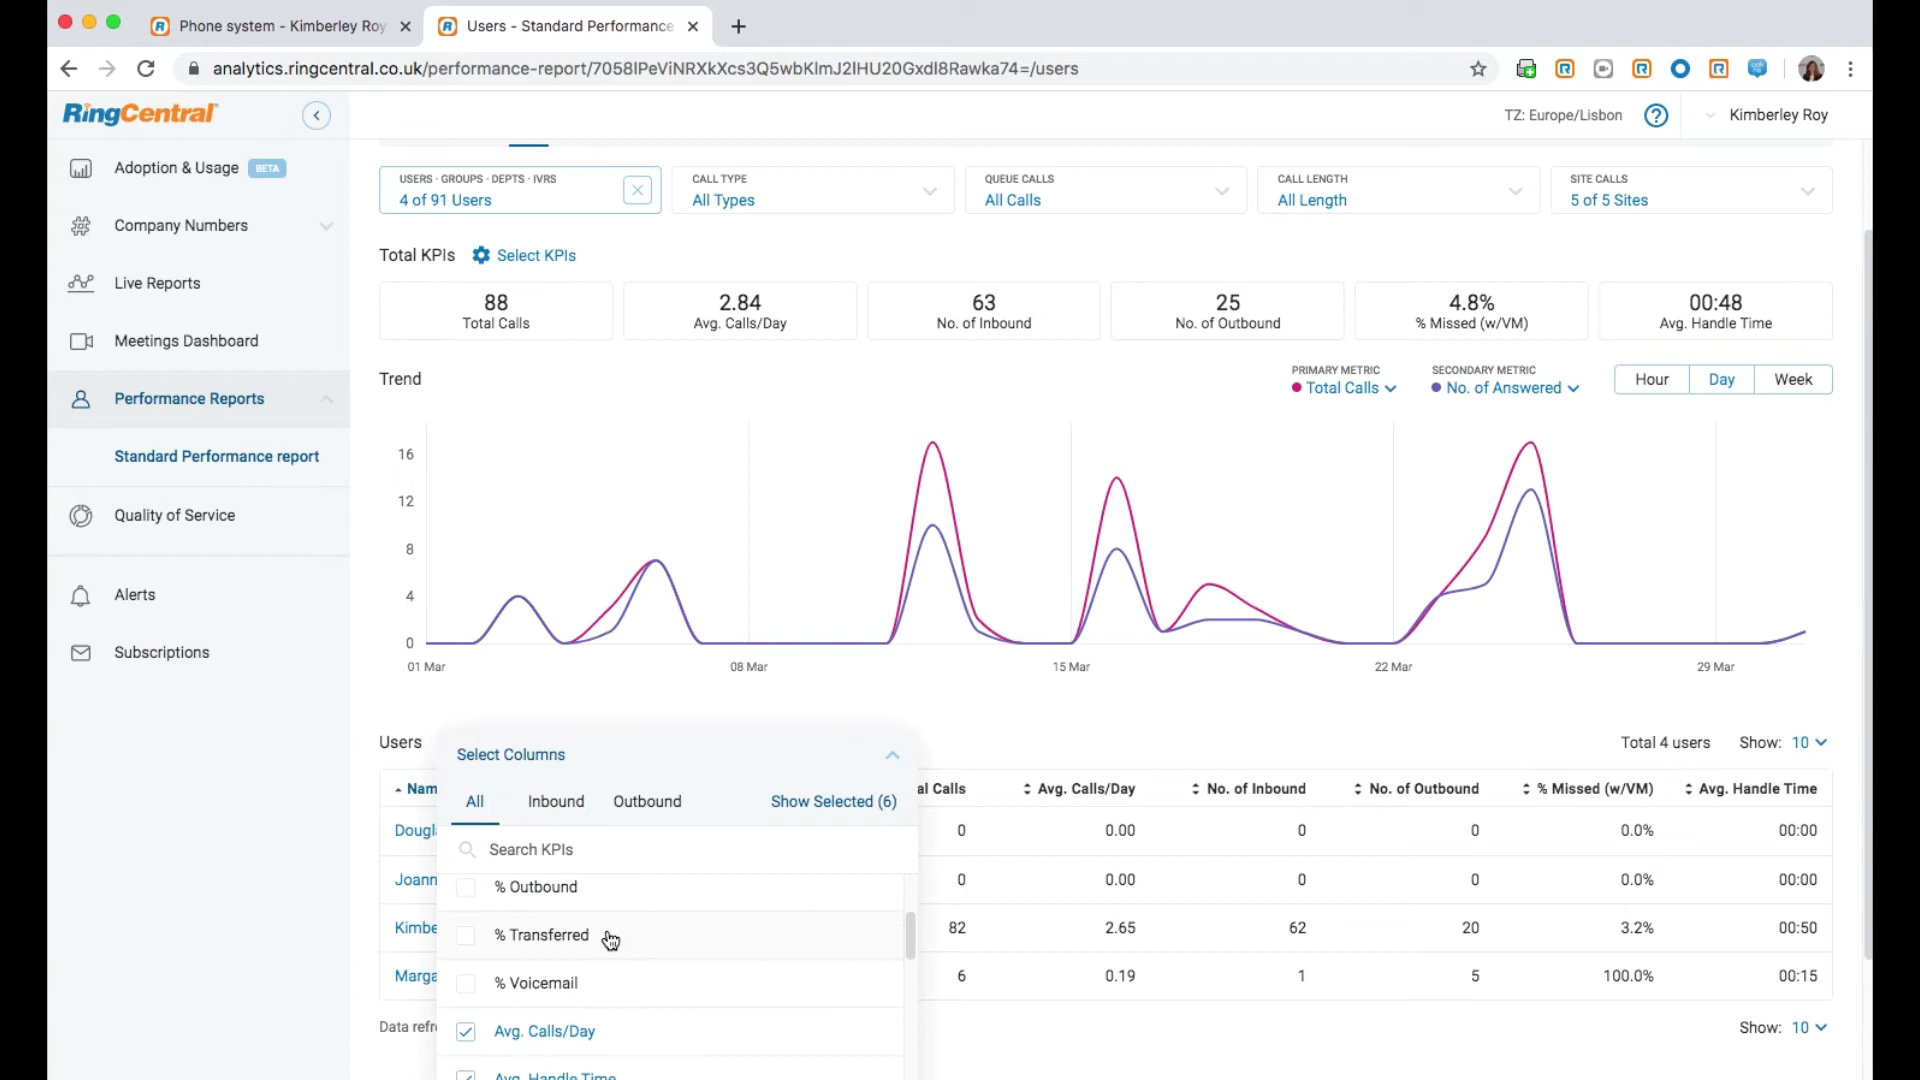 Phone system - Kimberley Roy
Users - Standard Performance
analytics.ringcentral.co.uk/performance-report/7058lPeViNRXkXcs3Q5wbKlmJ2lHU20Gxdl8Rawka74=/users
RingCentral
TZ: Europe/Lisbon
Kimberley Roy
Adoption & Usage BETA
Company Numbers
Live Reports
Meetings Dashboard
Performance Reports
Standard Performance report
Quality of Service
Alerts
Subscriptions
USERS · GROUPS · DEPTS · IVRS
4 of 91 Users
CALL TYPE
All Types
QUEUE CALLS
All Calls
CALL LENGTH
All Length
SITE CALLS
5 of 5 Sites
Total KPIs Select KPIs
88
Total Calls
2.84
Avg. Calls/Day
63
No. of Inbound
25
No. of Outbound
4.8%
% Missed (w/VM)
00:48
Avg. Handle Time
Trend
PRIMARY METRIC
Total Calls
SECONDARY METRIC
No. of Answered
Hour Day Week
16
12
8
4
0
01 Mar 08 Mar 15 Mar 22 Mar 29 Mar
Users
Total 4 users Show: 10
Select Columns
All Inbound Outbound Show Selected (6)
Search KPIs
% Outbound
% Transferred
% Voicemail
Avg. Calls/Day
Avg. Handle Time
Nam al Calls Avg. Calls/Day No. of Inbound No. of Outbound % Missed (w/VM) Avg. Handle Time
Dougl 0 0.00 0 0 0.0% 00:00
Joann 0 0.00 0 0 0.0% 00:00
Kimbe 82 2.65 62 20 3.2% 00:50
Marga 6 0.19 1 5 100.0% 00:15
Data refr
Show: 10